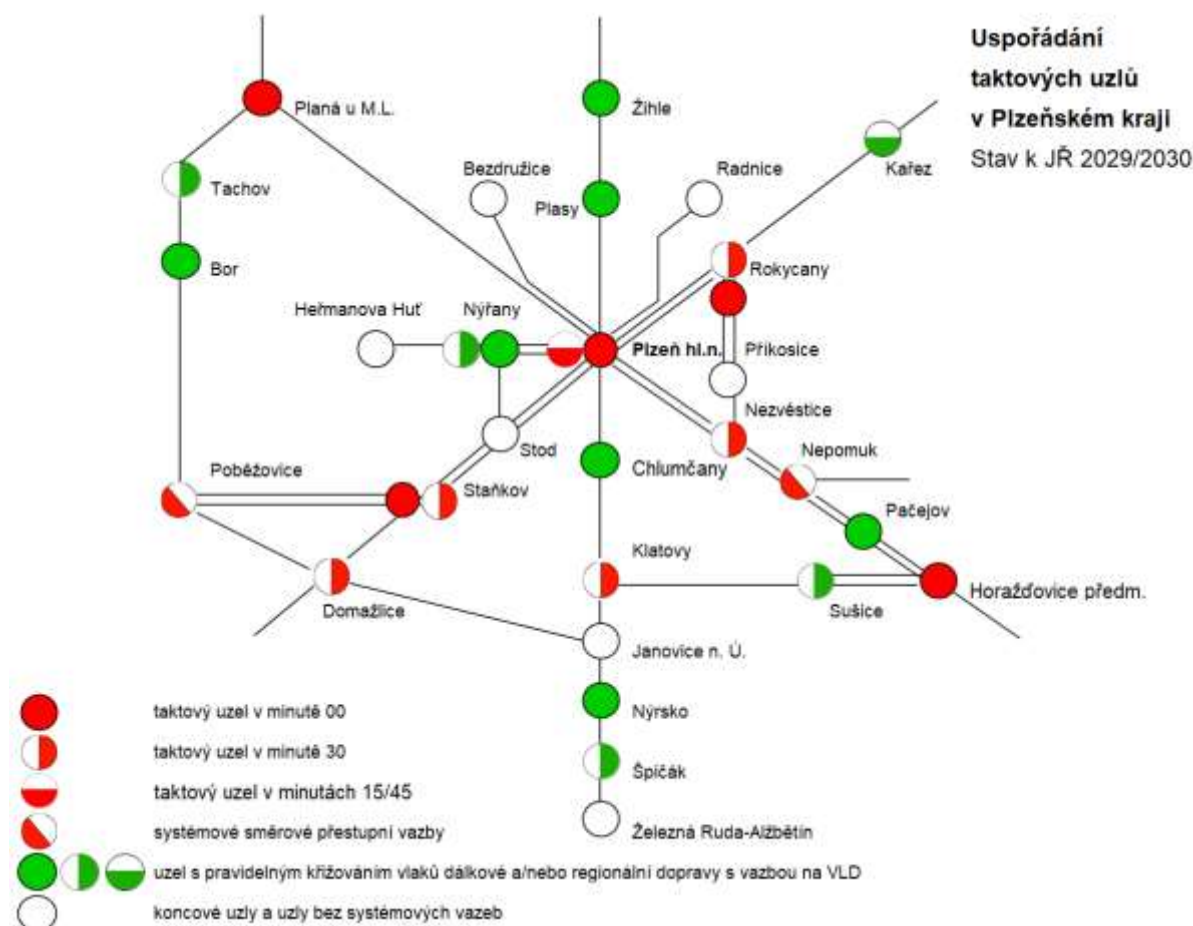 Uspořádání
taktových uzlů
v Plzeňském kraji
Stav k JŘ 2029/2030
Planá u M.L.
Žihle
Kařez
Bezdružice
Radnice
Tachov
Plasy
Bor
Rokycany
Heřmanova Huť
Nýřany
Plzeň hl.n.
Příkosice
Nezvěstice
Stod
Chlumčany
Nepomuk
Poběžovice
Staňkov
Pačejov
Klatovy
Domažlice
Sušice
Horažďovice předm.
Janovice n. Ú.
Nýrsko
Špičák
Železná Ruda-Alžbětín
taktový uzel v minutě 00
taktový uzel v minutě 30
taktový uzel v minutách 15/45
systémové směrové přestupní vazby
uzel s pravidelným křižováním vlaků dálkové a/nebo regionální dopravy s vazbou na VLD
koncové uzly a uzly bez systémových vazeb